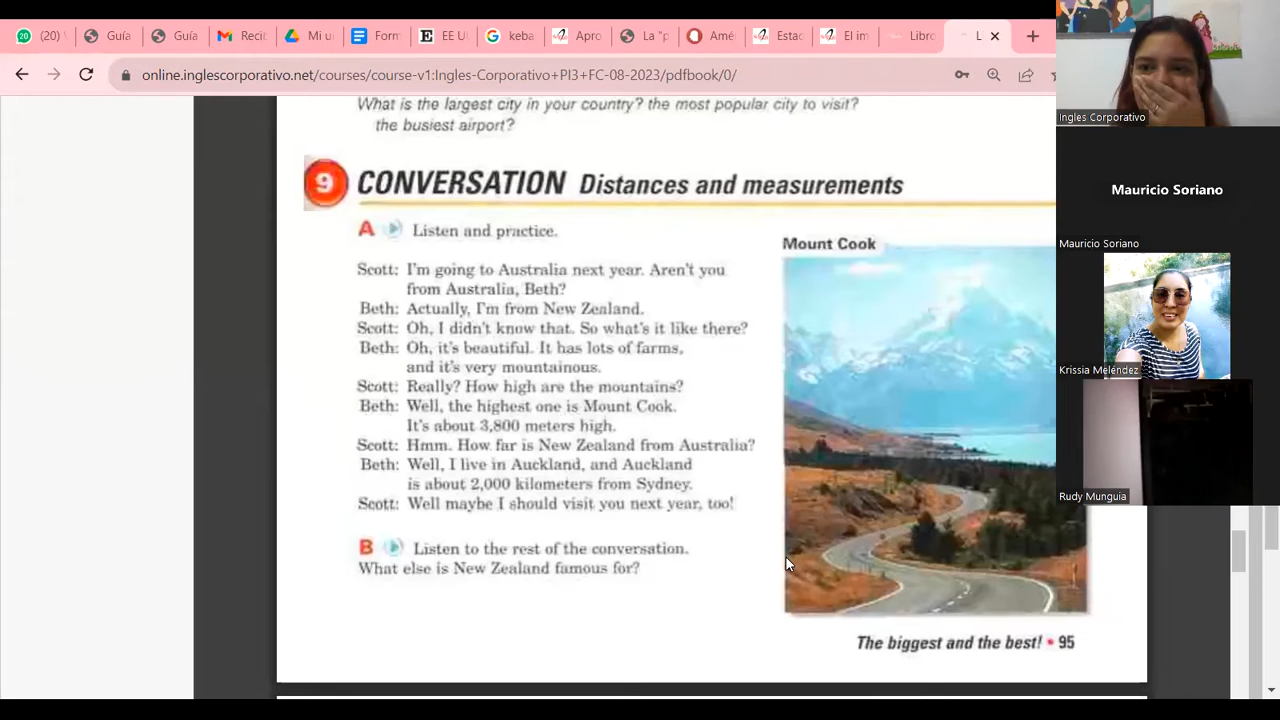 (20)
Guía
Guía
Recib
Mi u
Form
EE U
keba
Apro
La "p
Amé
Estac
El im
Libro
L
online.inglescorporativo.net/courses/course-v1:Ingles-Corporativo+PI3+FC-08-2023/pdfbook/0/
What is the largest city in your country? the most popular city to visit?
the busiest airport?
9 CONVERSATION Distances and measurements
A Listen and practice.
Scott: I'm going to Australia next year. Aren't you
from Australia, Beth?
Beth: Actually, I'm from New Zealand.
Scott: Oh, I didn't know that. So what's it like there?
Beth: Oh, it's beautiful. It has lots of farms,
and it's very mountainous.
Scott: Really? How high are the mountains?
Beth: Well, the highest one is Mount Cook.
It's about 3,800 meters high.
Scott: Hmm. How far is New Zealand from Australia?
Beth: Well, I live in Auckland, and Auckland
is about 2,000 kilometers from Sydney.
Scott: Well maybe I should visit you next year, too!
B Listen to the rest of the conversation.
What else is New Zealand famous for?
Mount Cook
The biggest and the best! • 95
Ingles Corporativo
Mauricio Soriano
Mauricio Soriano
Krissia Meléndez
Rudy Munguia